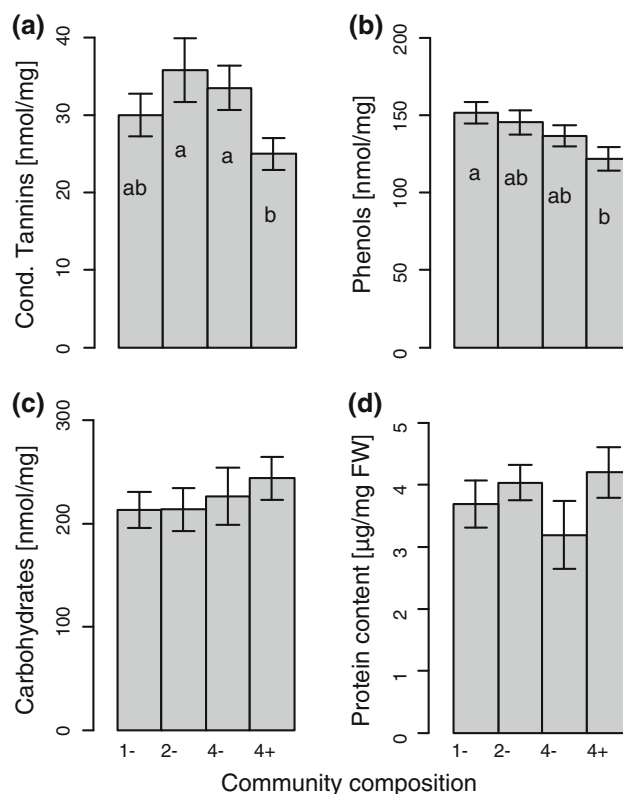 (a)
Cond. Tannins [nmol/mg]
0 10 20 30 40
ab a a b
(b)
Phenols [nmol/mg]
0 50 100 150 200
a ab ab b
(c)
Carbohydrates [nmol/mg]
0 100 200 300
1- 2- 4- 4+
(d)
Protein content [µg/mg FW]
0 1 2 3 4 5
1- 2- 4- 4+
Community composition